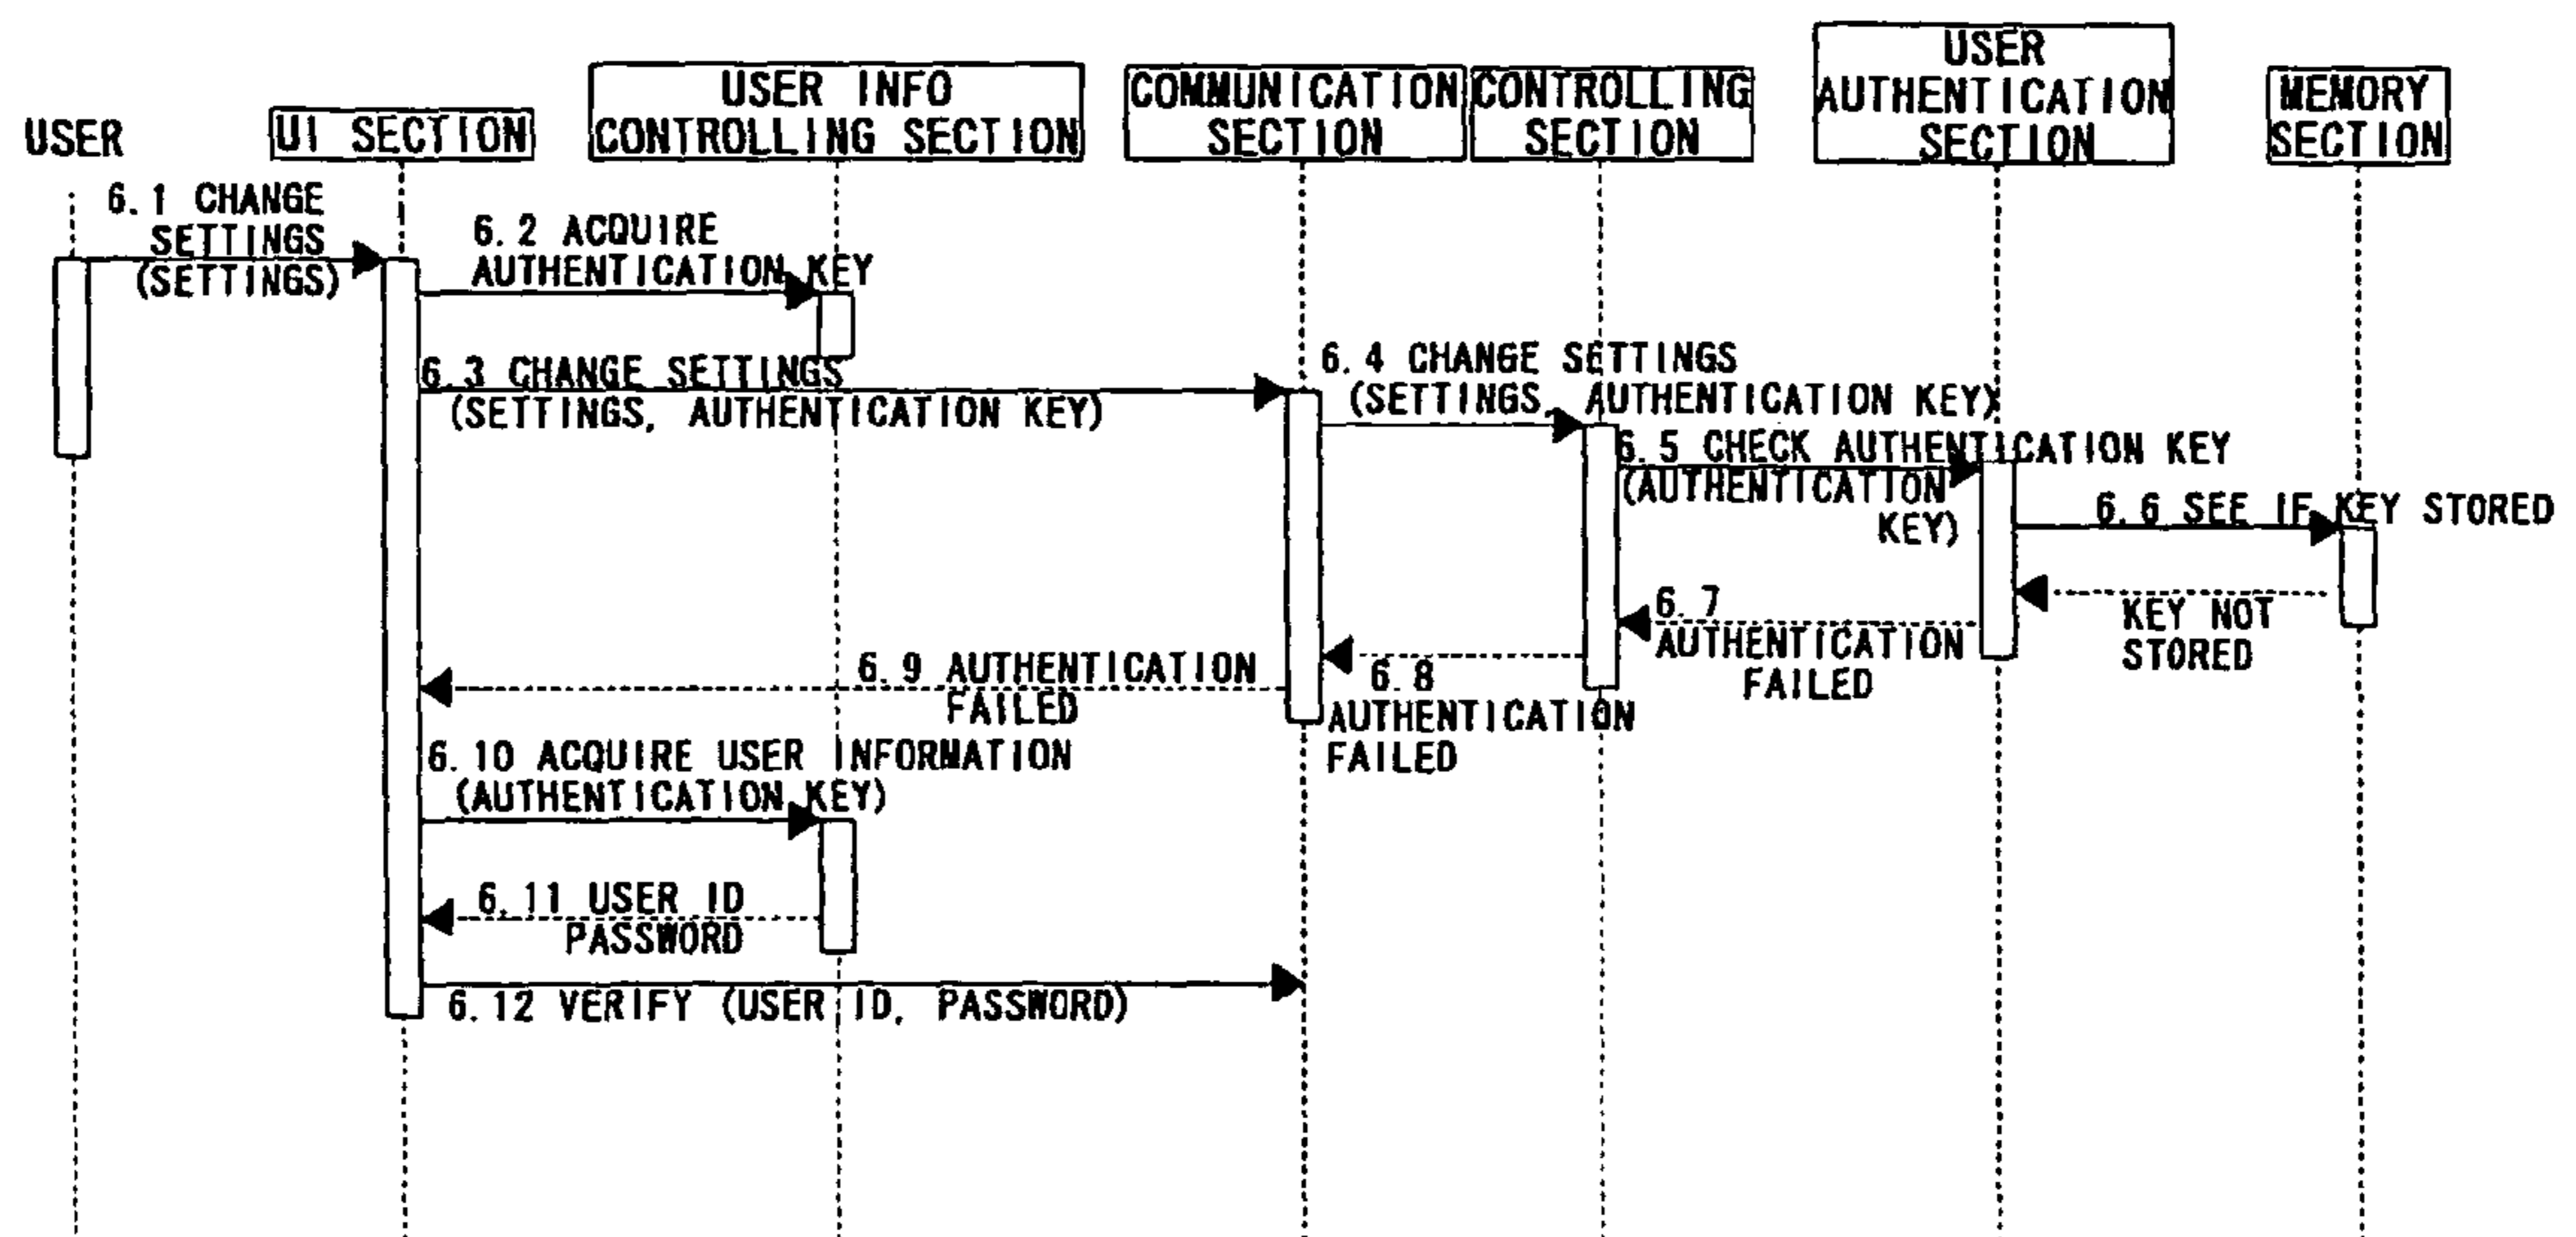 USER
UI SECTION
USER INFO
CONTROLLING SECTION
COMMUNICATION
SECTION
CONTROLLING
SECTION
USER
AUTHENTICATION
SECTION
MEMORY
SECTION
6.1 CHANGE
SETTINGS
(SETTINGS)
6.2 ACQUIRE
AUTHENTICATION KEY
6.3 CHANGE SETTINGS
(SETTINGS, AUTHENTICATION KEY)
6.4 CHANGE SETTINGS
(SETTINGS, AUTHENTICATION KEY)
6.5 CHECK AUTHENTICATION KEY
(AUTHENTICATION
KEY)
6.6 SEE IF KEY STORED
KEY NOT
STORED
6.7
AUTHENTICATION
FAILED
6.8
AUTHENTICATION
FAILED
6.9 AUTHENTICATION
FAILED
6.10 ACQUIRE USER INFORMATION
(AUTHENTICATION KEY)
6.11 USER ID
PASSWORD
6.12 VERIFY (USER ID, PASSWORD)